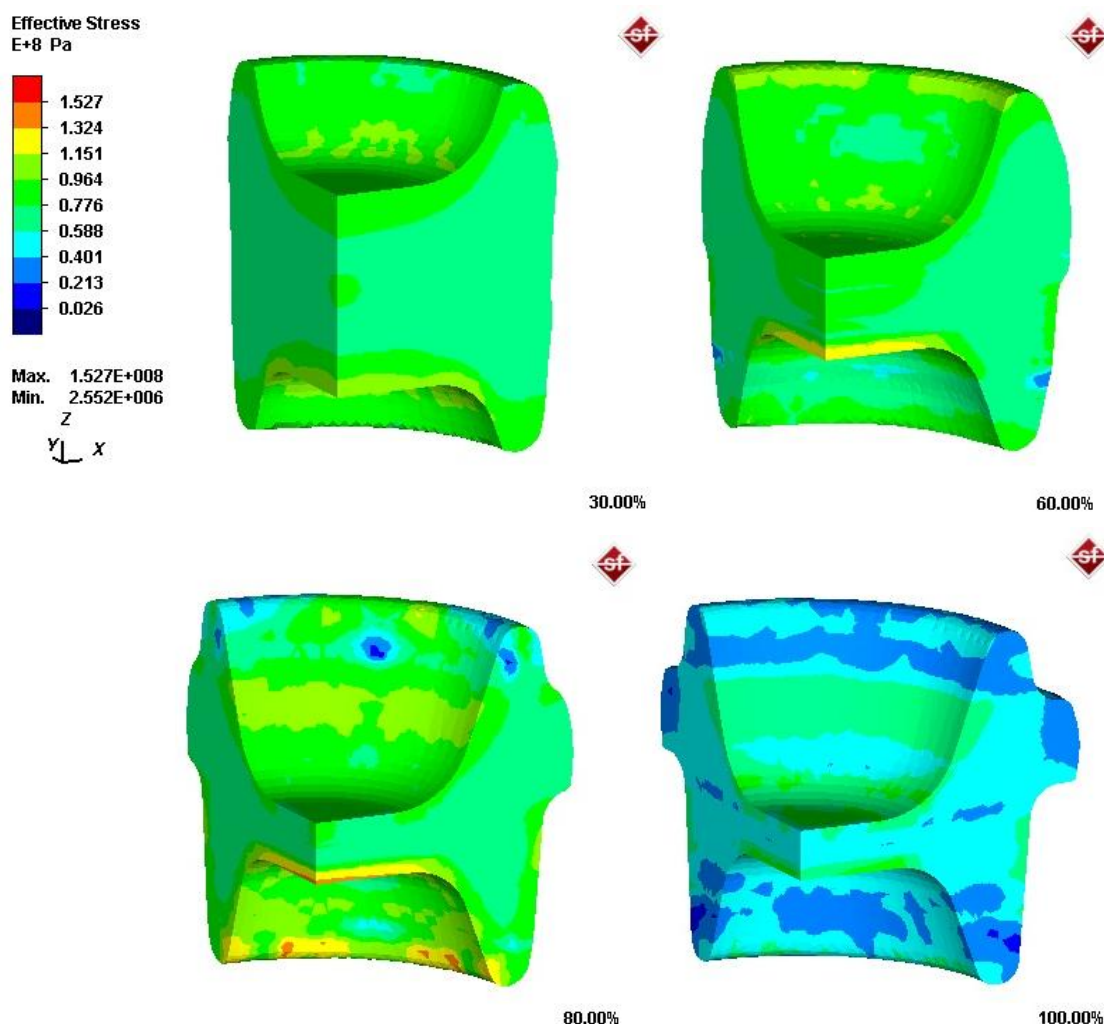 Effective Stress
E+8 Pa
1.527
1.324
1.151
0.964
0.776
0.588
0.401
0.213
0.026
Max. 1.527E+008
Min. 2.552E+006
Z
Y X
sf
sf
30.00%
60.00%
sf
sf
80.00%
100.00%